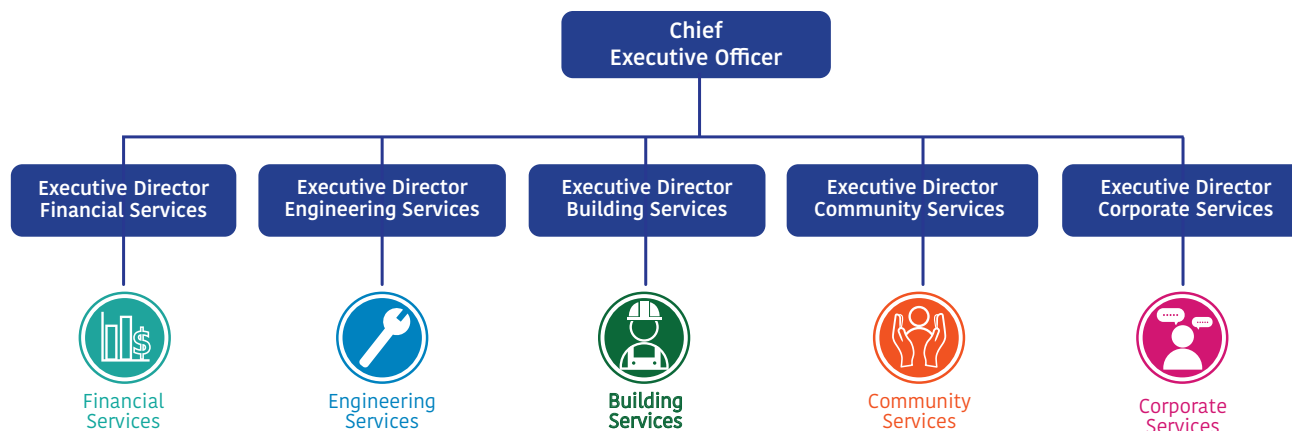 Chief
Executive Officer
Executive Director
Financial Services
Executive Director
Engineering Services
Executive Director
Building Services
Executive Director
Community Services
Executive Director
Corporate Services
$
Financial
Services
Engineering
Services
Building
Services
Community
Services
Corporate
Services